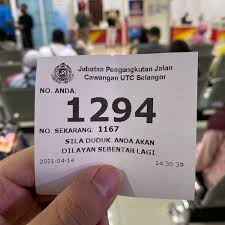 Jabatan Pengangkutan Jalan
Cawangan UTC Selangor
NO. ANDA:
1294
NO. SEKARANG: 1167
SILA DUDUK. ANDA AKAN
DILAYAN SEBENTAR LAGI.
2021-04-14 14:30:39